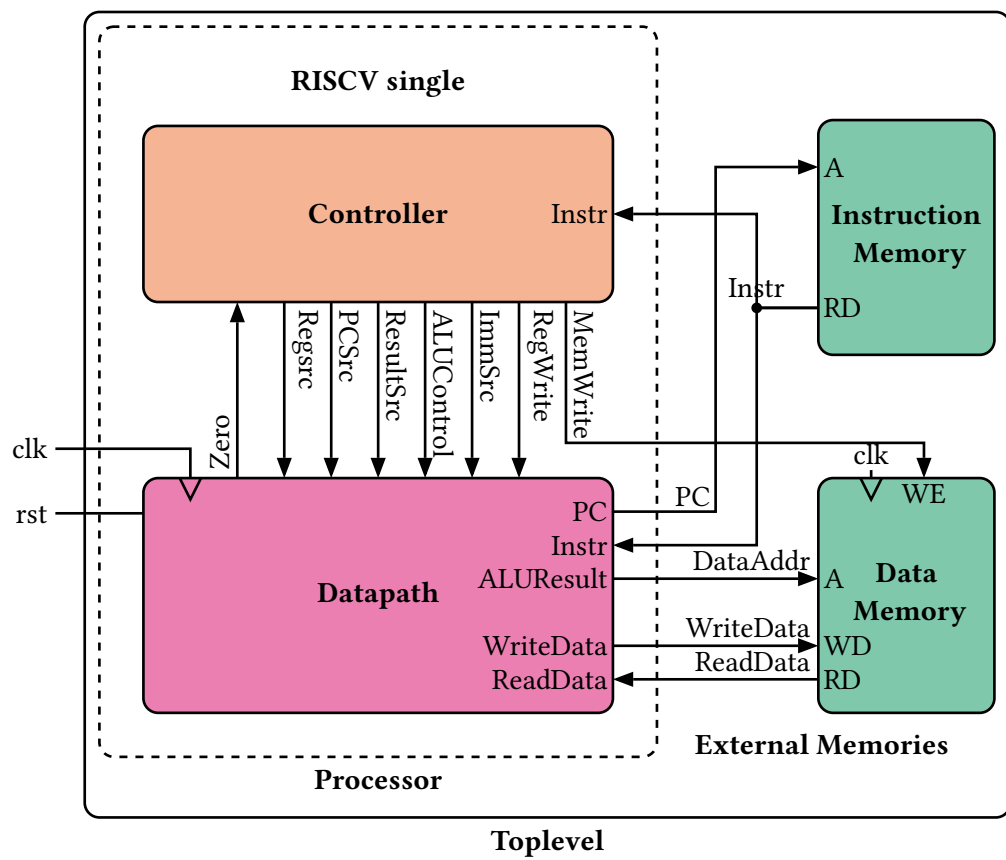 RISCV single
Controller
Instr
A
Instruction
Memory
RD
Instr
Zero
Regsrc
PCSrc
ResultSrc
ALUControl
ImmSrc
RegWrite
MemWrite
clk
rst
clk
WE
PC
PC
Instr
ALUResult
DataAddr
A
Datapath
Data
Memory
WriteData
WriteData
WD
ReadData
ReadData
RD
External Memories
Processor
Toplevel